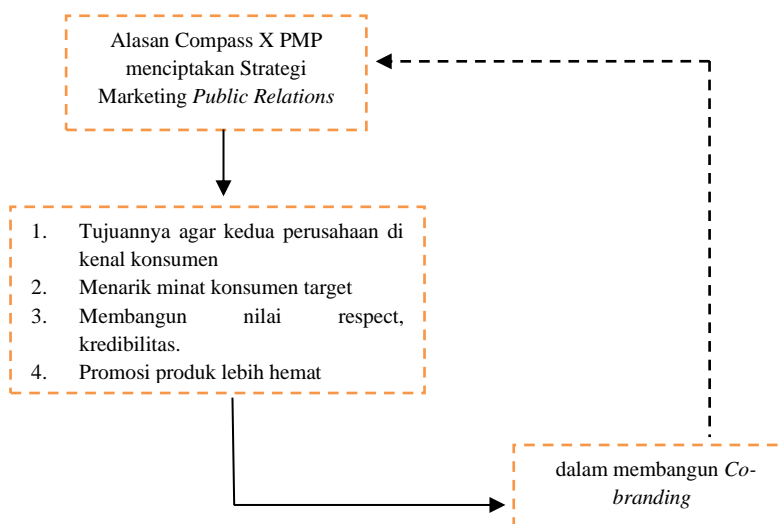 Alasan Compass X PMP
menciptakan Strategi
Marketing Public Relations
1. Tujuannya agar kedua perusahaan di
kenal konsumen
2. Menarik minat konsumen target
3. Membangun nilai respect,
kredibilitas.
4. Promosi produk lebih hemat
dalam membangun Co-
branding